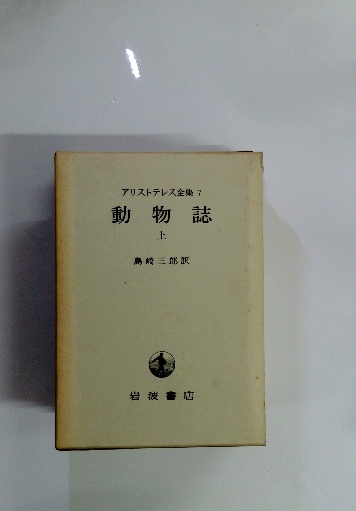 アリストテレス全集 7
動物誌
上
島崎三郎訳
岩波書店